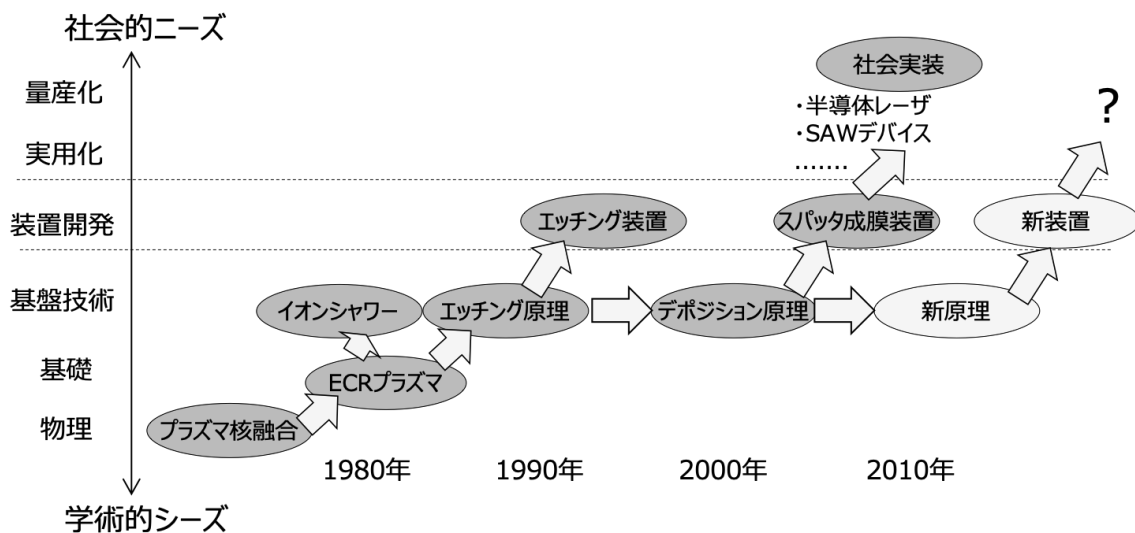 社会的ニーズ
量産化
社会実装
・半導体レーザ
・SAWデバイス
.......
?
実用化
装置開発
エッチング装置
スパッタ成膜装置
新装置
基盤技術
イオンシャワー
エッチング原理
デポジション原理
新原理
基礎
ECRプラズマ
物理
プラズマ核融合
1980年
1990年
2000年
2010年
学術的シーズ